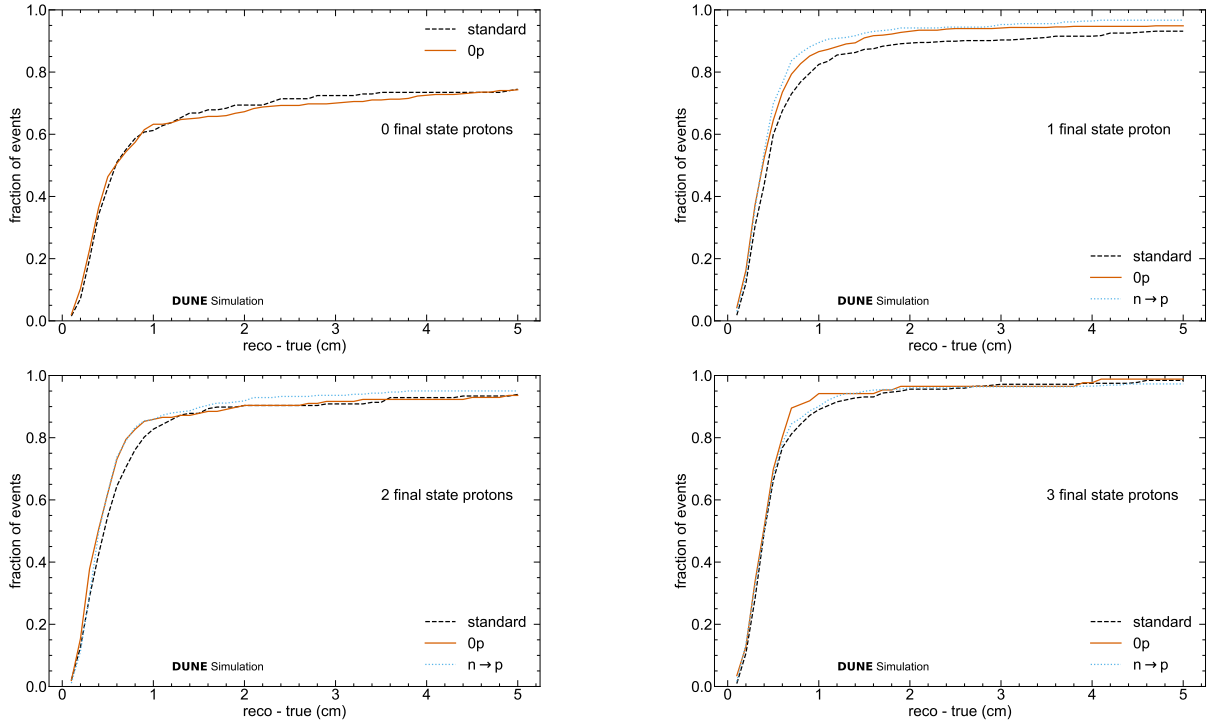 1.0
0.8
0.6
0.4
0.2
0.0
fraction of events
standard
0p
0 final state protons
DUNE Simulation
0 1 2 3 4 5
reco - true (cm)
1.0
0.8
0.6
0.4
0.2
0.0
fraction of events
1 final state proton
standard
0p
n→p
DUNE Simulation
0 1 2 3 4 5
reco - true (cm)
1.0
0.8
0.6
0.4
0.2
0.0
fraction of events
2 final state protons
standard
0p
n→p
DUNE Simulation
0 1 2 3 4 5
reco - true (cm)
1.0
0.8
0.6
0.4
0.2
0.0
fraction of events
3 final state protons
standard
0p
n→p
DUNE Simulation
0 1 2 3 4 5
reco - true (cm)